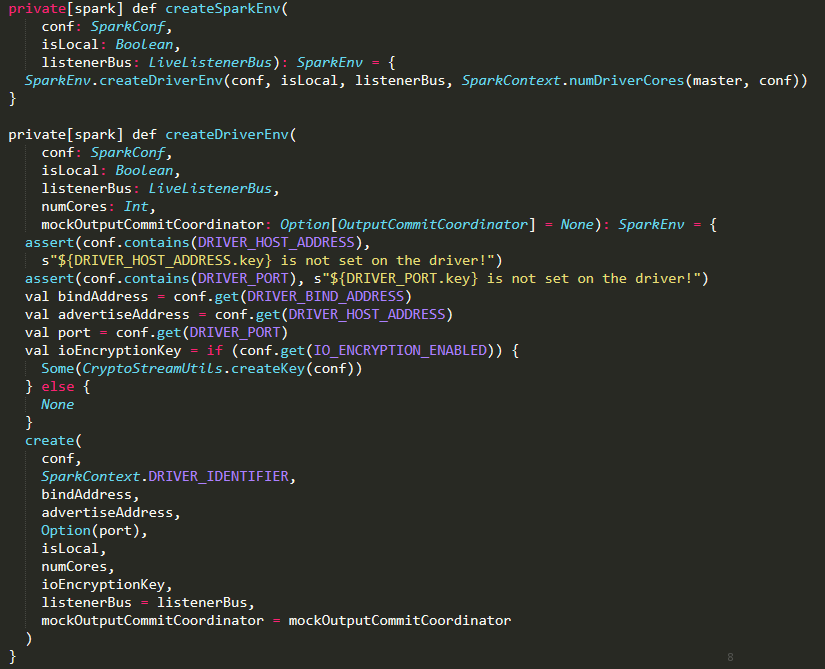 private[spark] def createSparkEnv(
    conf: SparkConf,
    isLocal: Boolean,
    listenerBus: LiveListenerBus): SparkEnv = {
  SparkEnv.createDriverEnv(conf, isLocal, listenerBus, SparkContext.numDriverCores(master, conf))
}

private[spark] def createDriverEnv(
    conf: SparkConf,
    isLocal: Boolean,
    listenerBus: LiveListenerBus,
    numCores: Int,
    mockOutputCommitCoordinator: Option[OutputCommitCoordinator] = None): SparkEnv = {
  assert(conf.contains(DRIVER_HOST_ADDRESS),
    s"${DRIVER_HOST_ADDRESS.key} is not set on the driver!")
  assert(conf.contains(DRIVER_PORT), s"${DRIVER_PORT.key} is not set on the driver!")
  val bindAddress = conf.get(DRIVER_BIND_ADDRESS)
  val advertiseAddress = conf.get(DRIVER_HOST_ADDRESS)
  val port = conf.get(DRIVER_PORT)
  val ioEncryptionKey = if (conf.get(IO_ENCRYPTION_ENABLED)) {
    Some(CryptoStreamUtils.createKey(conf))
  } else {
    None
  }
  create(
    conf,
    SparkContext.DRIVER_IDENTIFIER,
    bindAddress,
    advertiseAddress,
    Option(port),
    isLocal,
    numCores,
    ioEncryptionKey,
    listenerBus = listenerBus,
    mockOutputCommitCoordinator = mockOutputCommitCoordinator
  )
}
8